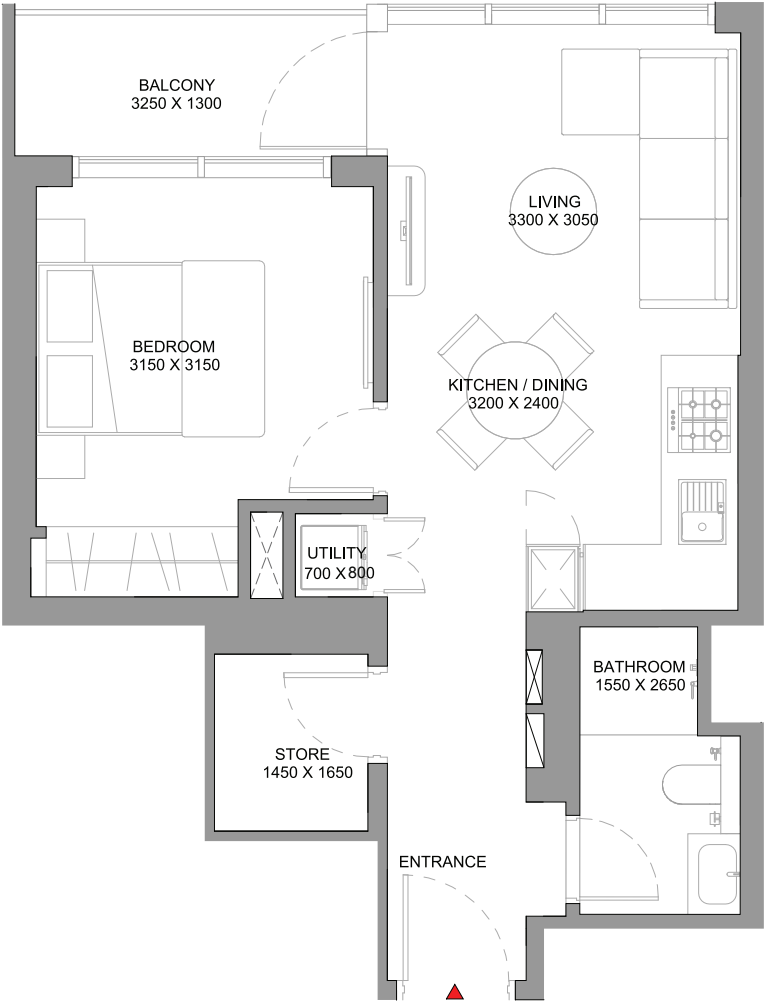 BALCONY
3250 X 1300
LIVING
3300 X 3050
BEDROOM
3150 X 3150
KITCHEN / DINING
3200 X 2400
UTILITY
700 X 800
BATHROOM
1550 X 2650
STORE
1450 X 1650
ENTRANCE